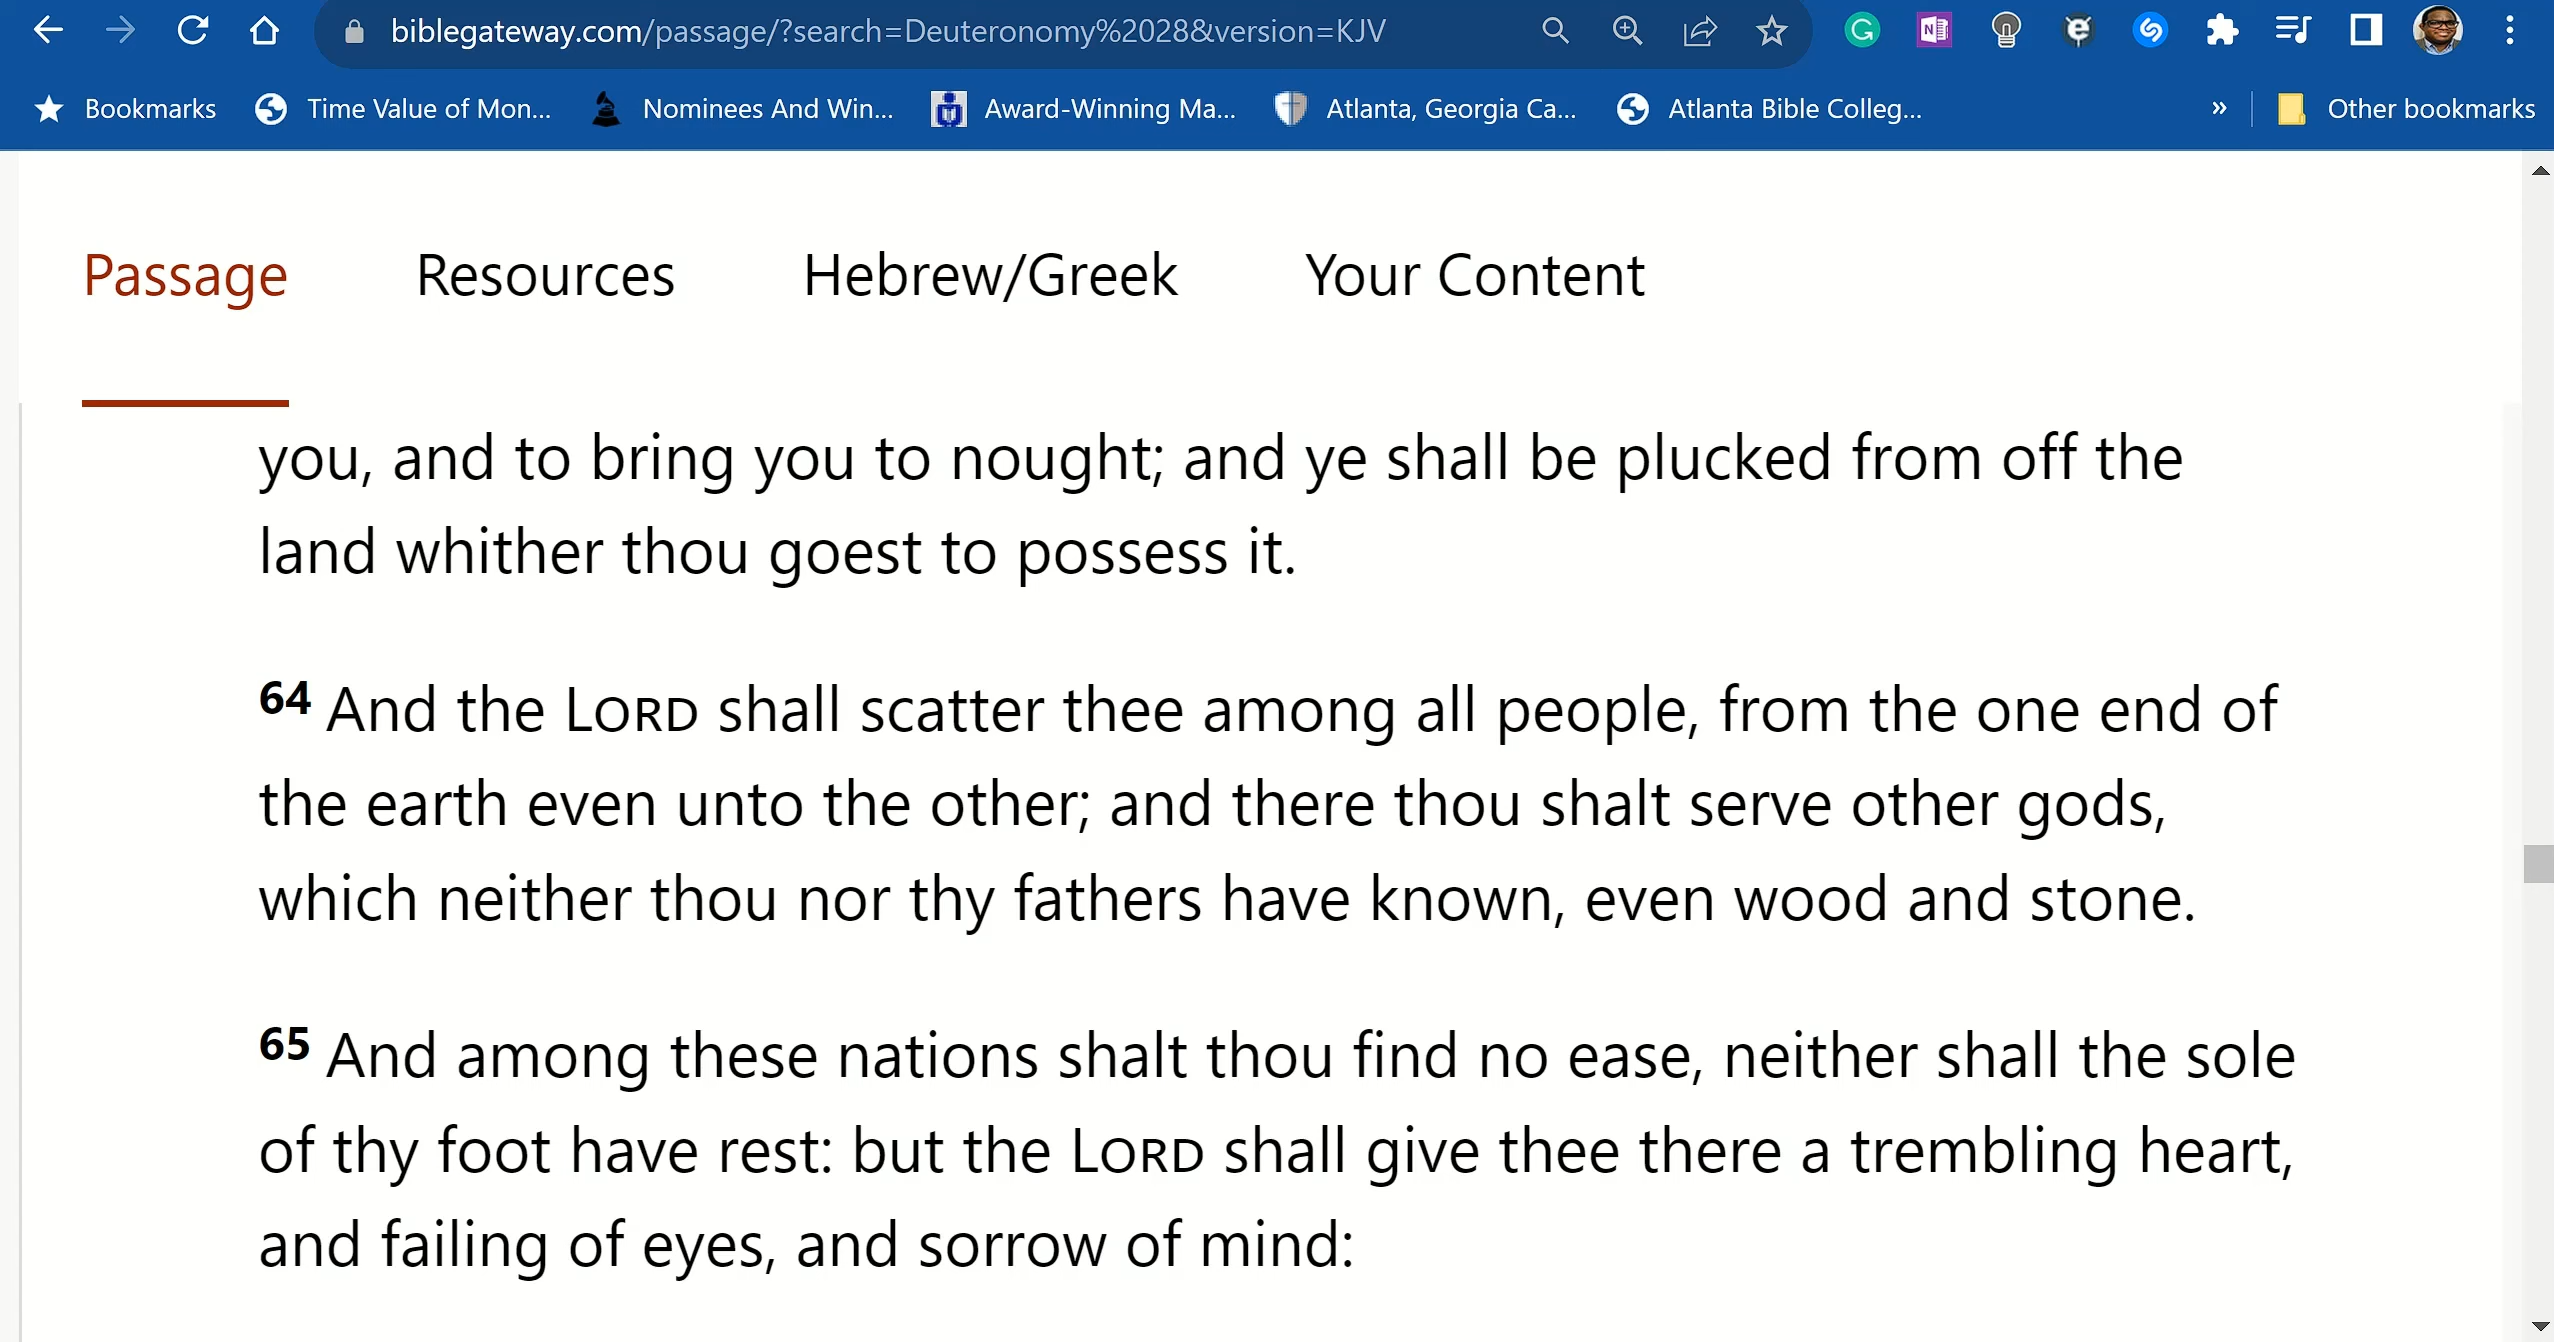 biblegateway.com/passage/?search=Deuteronomy%2028&version=KJV
Bookmarks Time Value of Mon... Nominees And Win... Award-Winning Ma... Atlanta, Georgia Ca... Atlanta Bible Colleg... » Other bookmarks
Passage Resources Hebrew/Greek Your Content
you, and to bring you to nought; and ye shall be plucked from off the
land whither thou goest to possess it.
64 And the LORD shall scatter thee among all people, from the one end of
the earth even unto the other; and there thou shalt serve other gods,
which neither thou nor thy fathers have known, even wood and stone.
65 And among these nations shalt thou find no ease, neither shall the sole
of thy foot have rest: but the LORD shall give thee there a trembling heart,
and failing of eyes, and sorrow of mind: